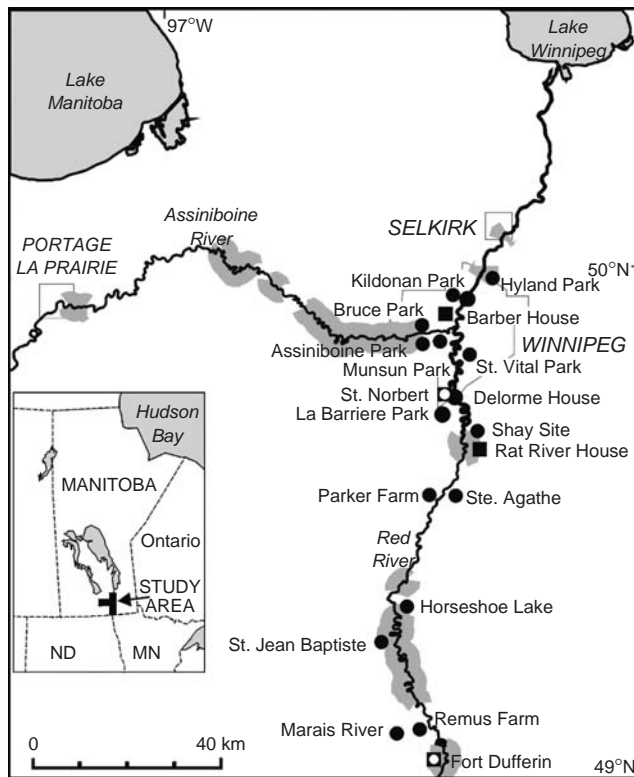 97°W
Lake
Winnipeg
Lake
Manitoba
Assiniboine
River
SELKIRK
PORTAGE
LA PRAIRIE
50°N
Kildonan Park
Hyland Park
Bruce Park
Barber House
WINNIPEG
Assiniboine Park
Munsun Park
St. Vital Park
St. Norbert
Delorme House
La Barriere Park
Shay Site
Rat River House
Parker Farm
Ste. Agathe
Red
River
Horseshoe Lake
St. Jean Baptiste
Remus Farm
Marais River
Fort Dufferin
49°N
Hudson
Bay
MANITOBA
Ontario
STUDY
AREA
ND
MN
0
40 km